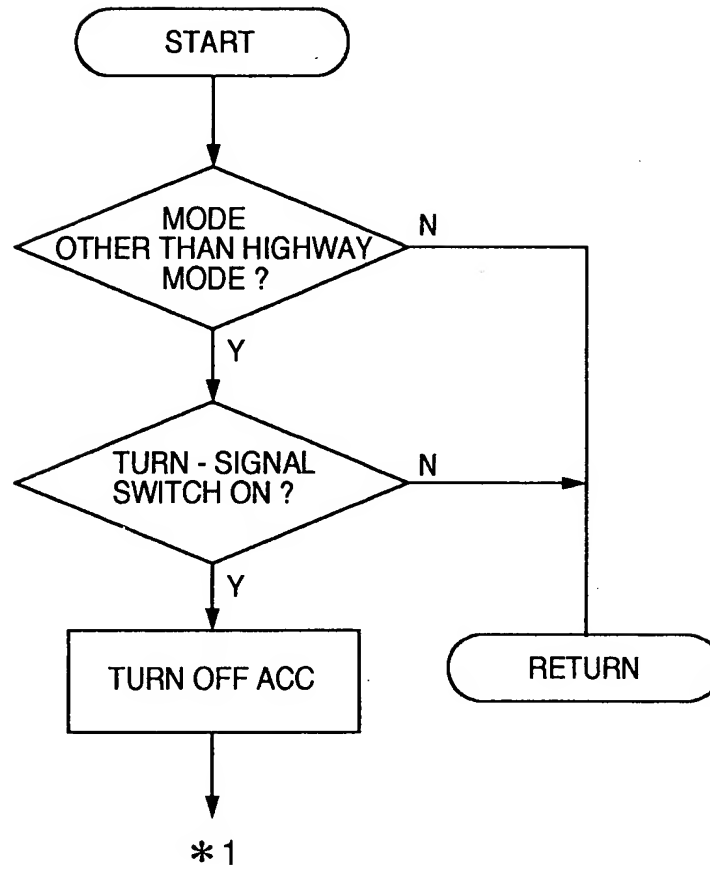 START
MODE
OTHER THAN HIGHWAY
MODE ?
N
Y
TURN - SIGNAL
SWITCH ON ?
N
Y
TURN OFF ACC
RETURN
*1